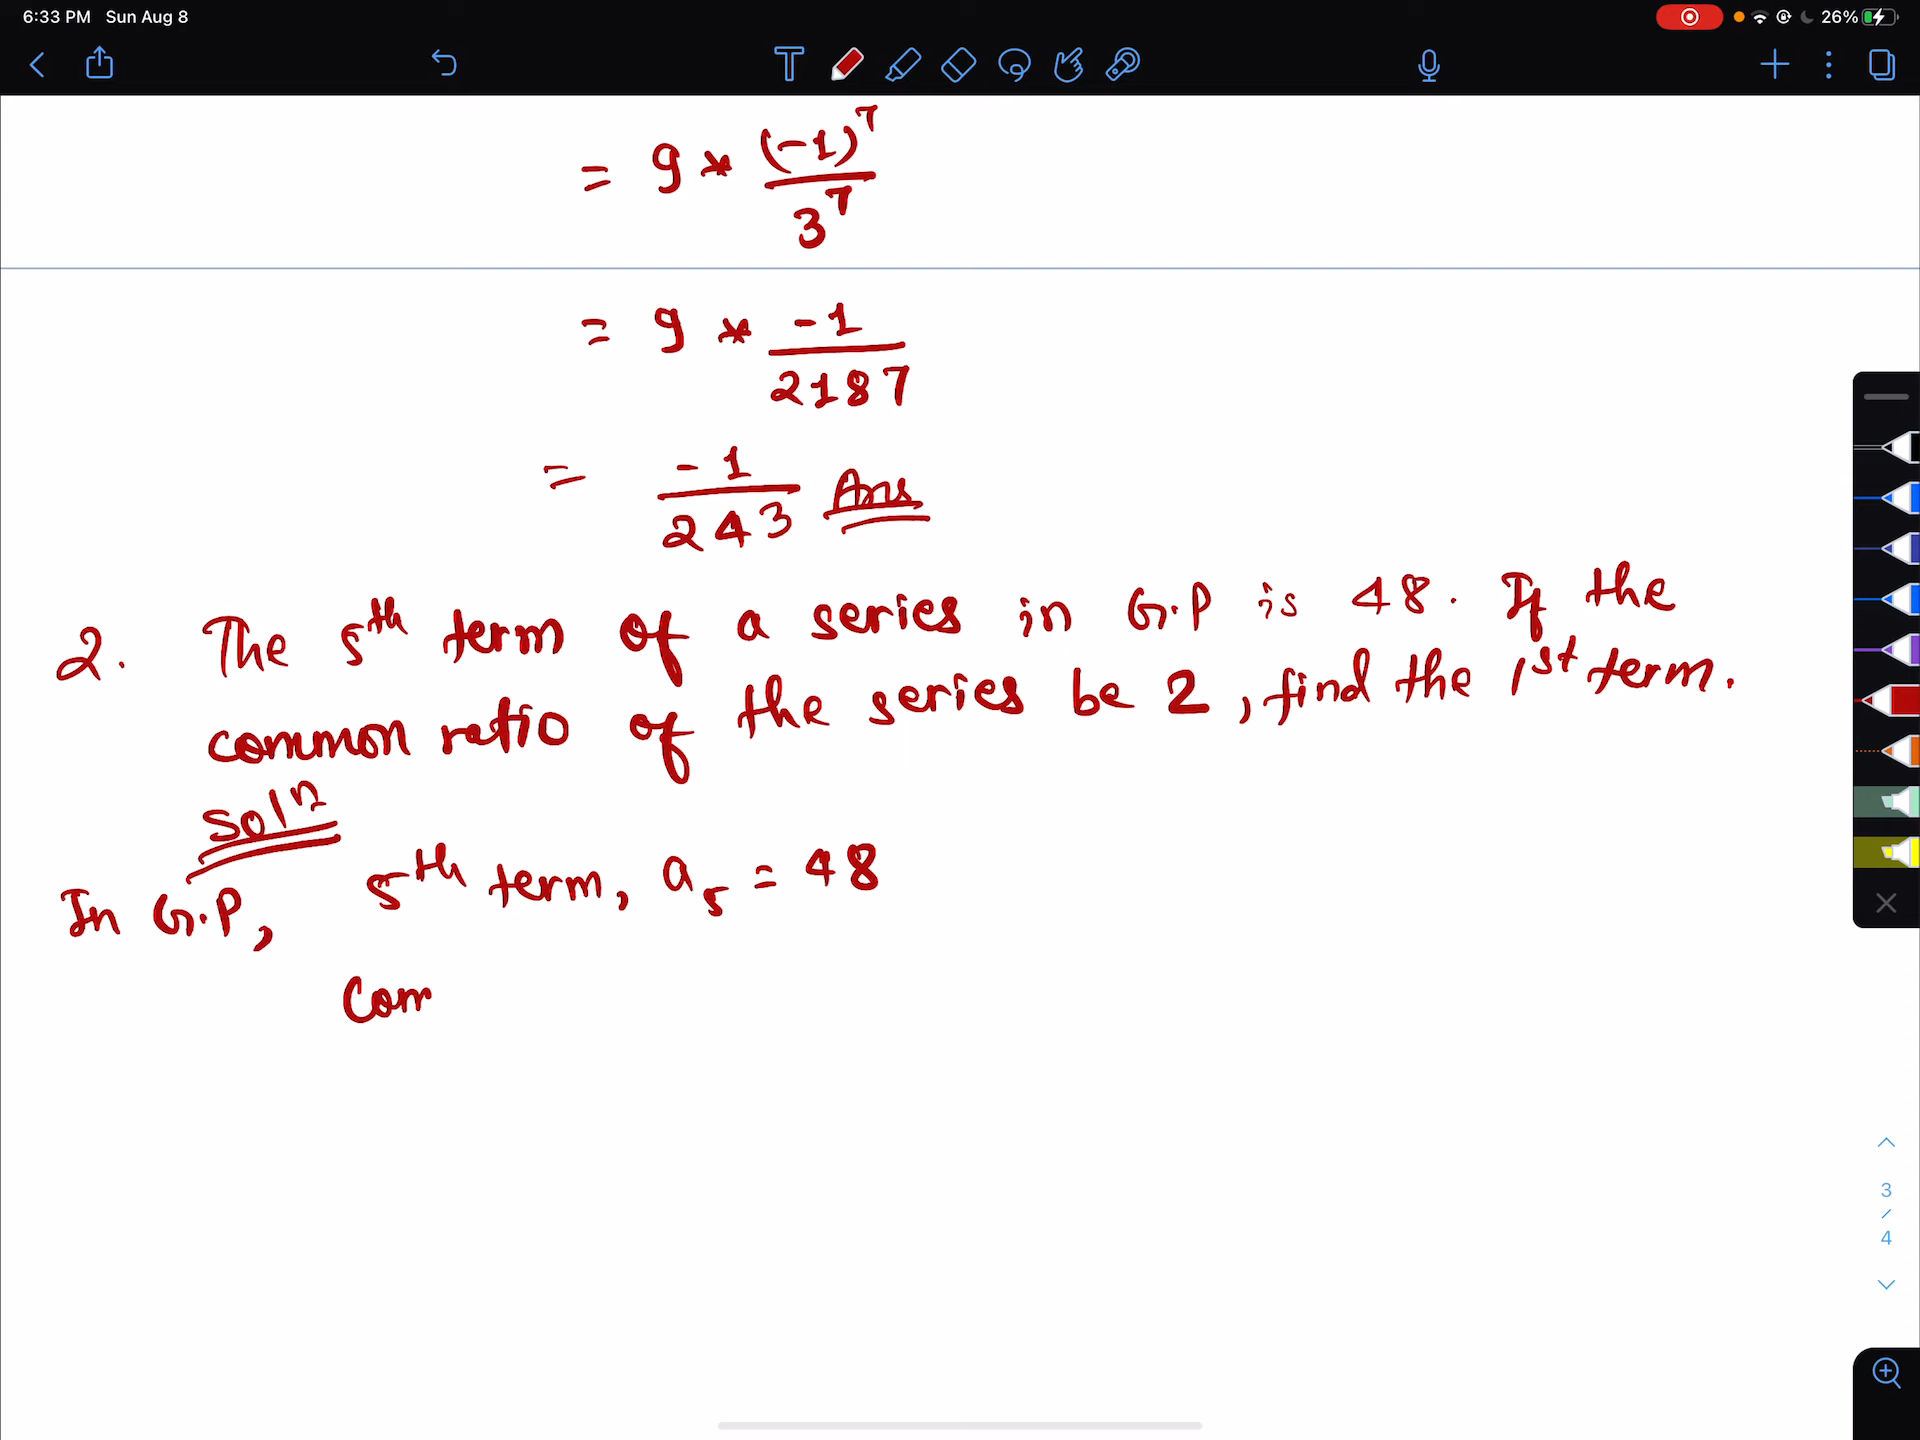 6:33 PM Sun Aug 8
26%
= 9 * (-1)^7 / 3^7
= 9 * -1 / 2187
= -1 / 243 Ans
2. The 5th term of a series in G.P is 48. If the
common ratio of the series be 2, find the 1st term.
Soln
In G.P, 5th term, a5 = 48
Com
3
/
4